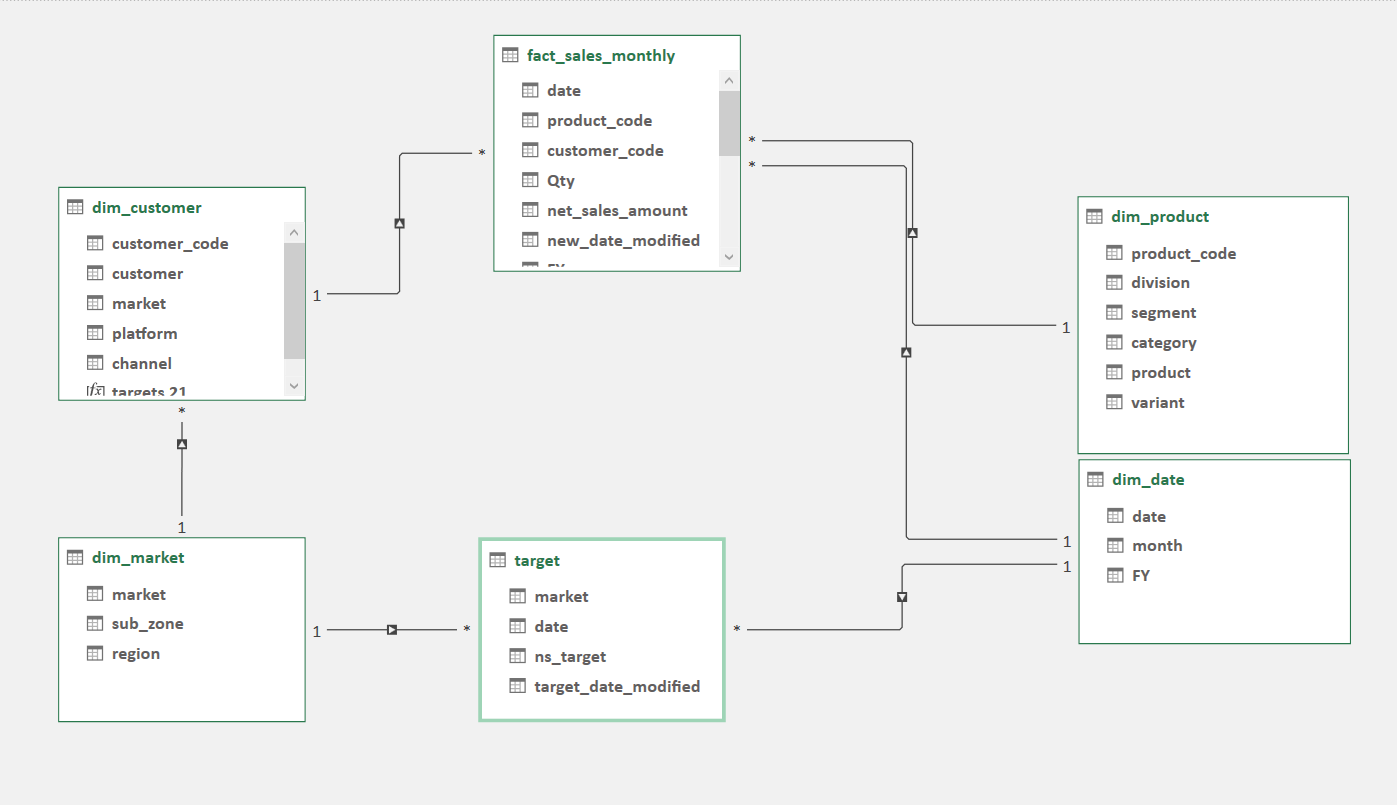 fact_sales_monthly
date
product_code
customer_code
Qty
net_sales_amount
new_date_modified
*
*
*
dim_customer
customer_code
customer
market
platform
channel
fx targets 21
1
*
dim_product
product_code
division
segment
category
product
variant
1
dim_date
date
month
FY
1
1
1
dim_market
market
sub_zone
region
1
*
target
market
date
ns_target
target_date_modified
*